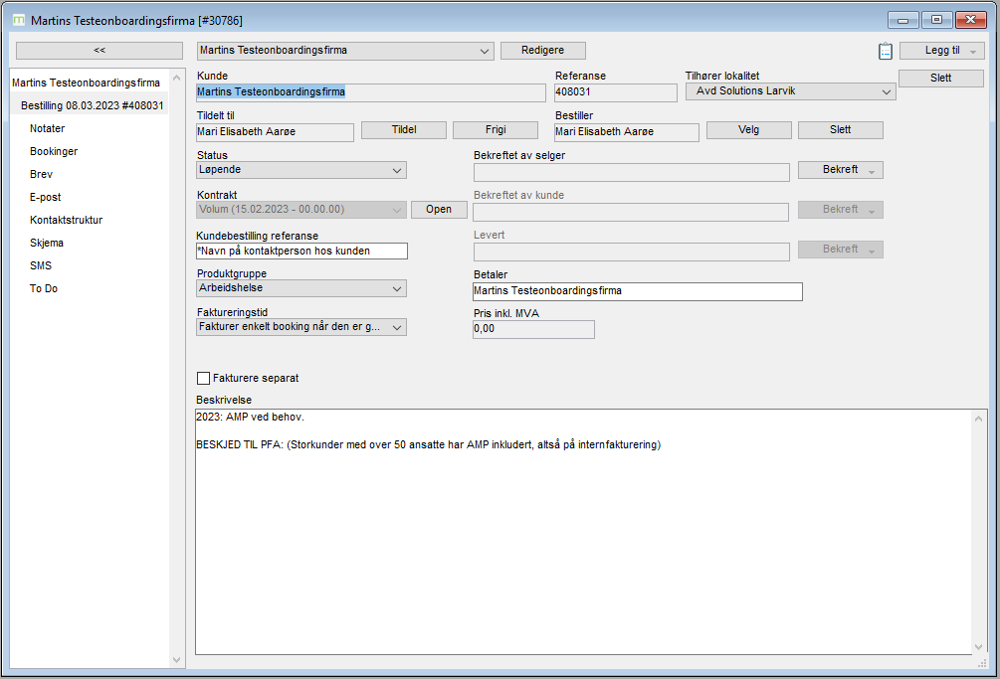 Martins Testeonboardingsfirma [#30786]
<<
Martins Testeonboardingsfirma
Redigere
Legg til
Martins Testeonboardingsfirma
Bestilling 08.03.2023 #408031
Notater
Bookinger
Brev
E-post
Kontaktstruktur
Skjema
SMS
To Do
Kunde
Referanse
Tilhører lokalitet
Slett
Martins Testeonboardingsfirma
408031
Avd Solutions Larvik
Tildelt til
Bestiller
Mari Elisabeth Aarøe
Tildel
Frigi
Mari Elisabeth Aarøe
Velg
Slett
Status
Bekreftet av selger
Løpende
Bekreft
Kontrakt
Bekreftet av kunde
Volum (15.02.2023 - 00.00.00)
Open
Bekreft
Kundebestilling referanse
Levert
*Navn på kontaktperson hos kunden
Bekreft
Produktgruppe
Betaler
Arbeidshelse
Martins Testeonboardingsfirma
Faktureringstid
Pris inkl. MVA
Fakturer enkelt booking når den er g...
0,00
Fakturere separat
Beskrivelse
2023: AMP ved behov.
BESKJED TIL PFA: (Storkunder med over 50 ansatte har AMP inkludert, altså på internfakturering)